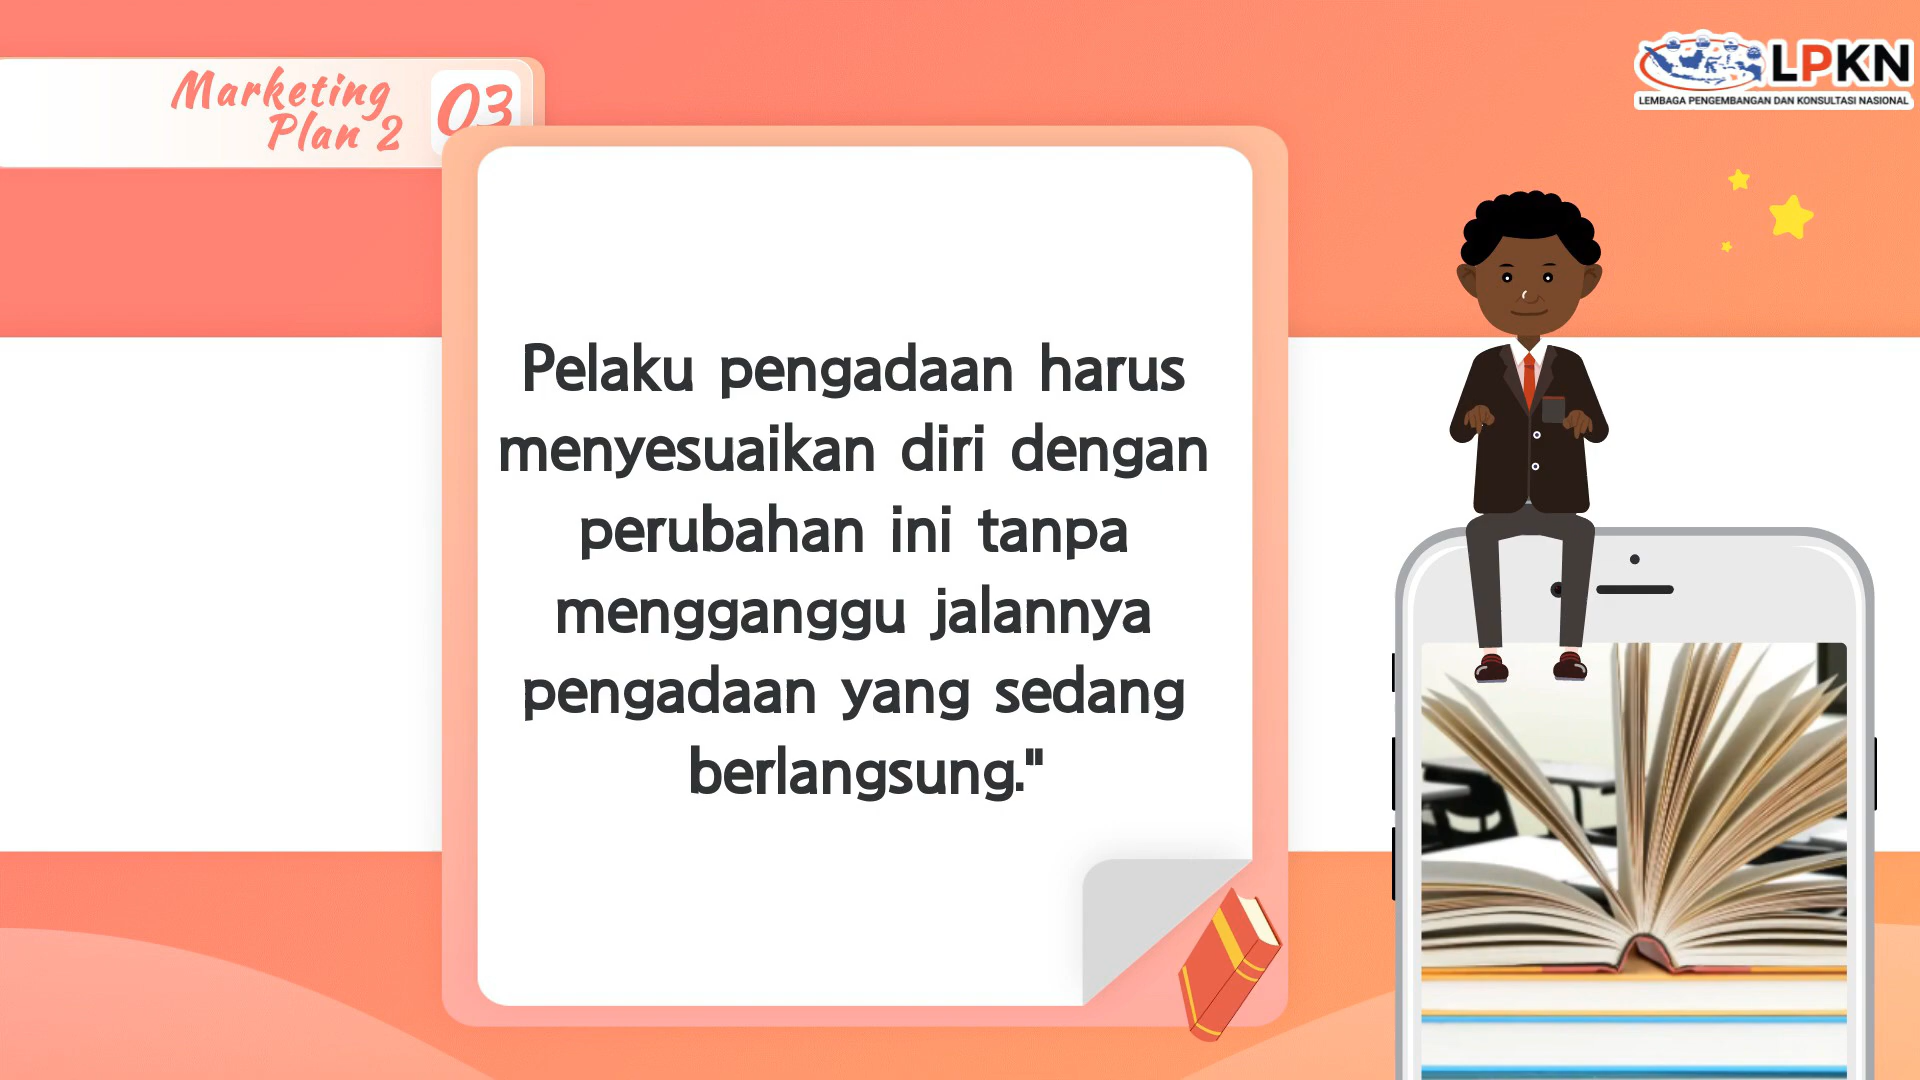 Marketing
Plan 2
03
LPKN
LEMBAGA PENGEMBANGAN DAN KONSULTASI NASIONAL
Pelaku pengadaan harus
menyesuaikan diri dengan
perubahan ini tanpa
mengganggu jalannya
pengadaan yang sedang
berlangsung."